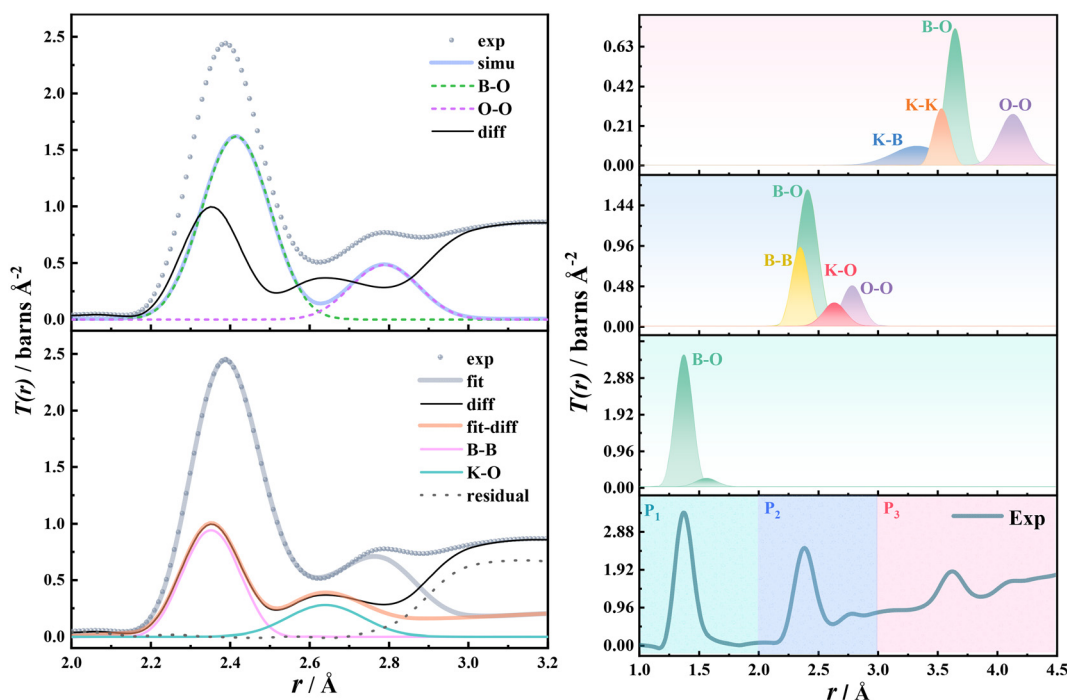 2.5
2.0
1.5
1.0
0.5
0.0
exp
simu
B-O
O-O
diff
2.5
2.0
1.5
1.0
0.5
0.0
exp
fit
diff
fit-diff
B-B
K-O
residual
T(r) / barns Å-2
2.0 2.2 2.4 2.6 2.8 3.0 3.2
r / Å
0.63
0.42
0.21
0.00
B-O
K-K
O-O
K-B
1.44
0.96
0.48
0.00
B-O
B-B
K-O
O-O
2.88
1.92
0.96
0.00
B-O
2.88
1.92
0.96
0.00
P1
P2
P3
Exp
T(r) / barns Å-2
1.0 1.5 2.0 2.5 3.0 3.5 4.0 4.5
r / Å